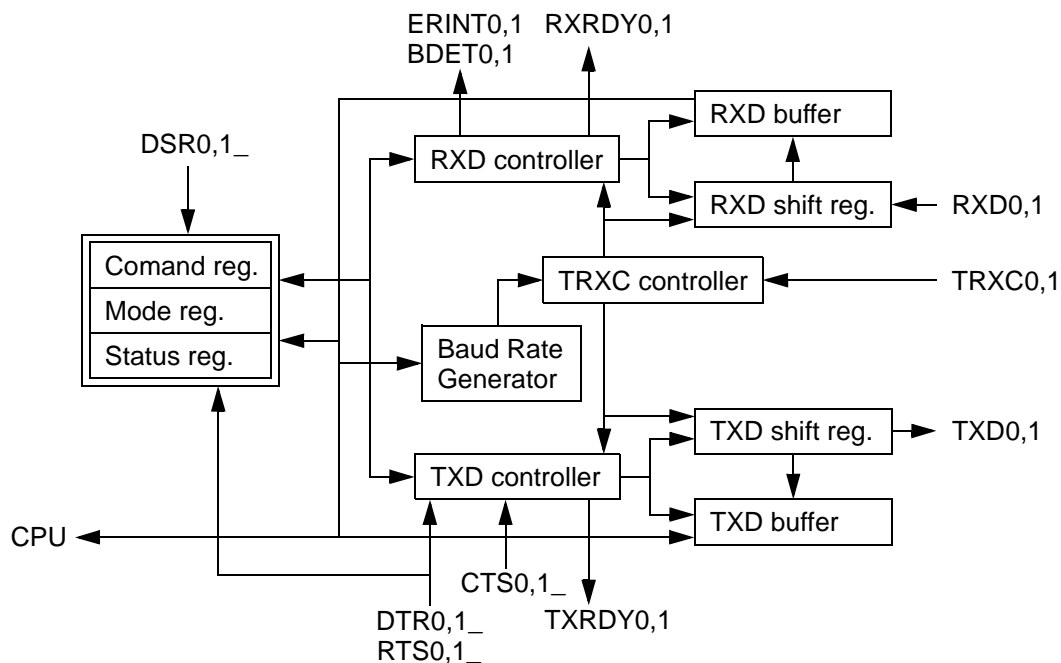 ERINT0,1
BDET0,1
RXRDY0,1
DSR0,1_
RXD buffer
RXD controller
RXD shift reg.
RXD0,1
Comand reg.
Mode reg.
Status reg.
TRXC controller
TRXC0,1
Baud Rate
Generator
TXD shift reg.
TXD0,1
TXD controller
TXD buffer
CPU
CTS0,1_
DTR0,1_
RTS0,1_
TXRDY0,1